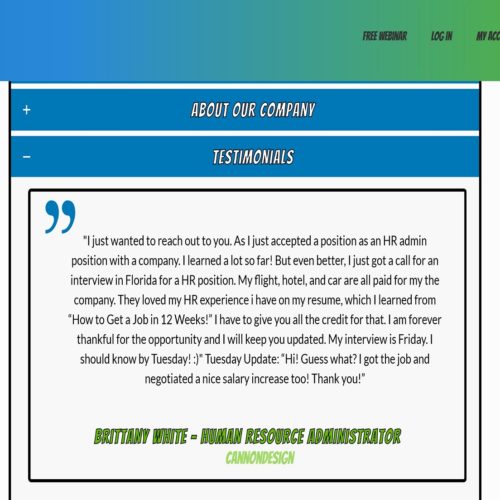 FREE WEBINAR LOG IN MY ACC
+ ABOUT OUR COMPANY
− TESTIMONIALS
”
"I just wanted to reach out to you. As I just accepted a position as an HR admin
position with a company. I learned a lot so far! But even better, I just got a call for an
interview in Florida for a HR position. My flight, hotel, and car are all paid for my the
company. They loved my HR experience i have on my resume, which I learned from
“How to Get a Job in 12 Weeks!” I have to give you all the credit for that. I am forever
thankful for the opportunity and I will keep you updated. My interview is Friday. I
should know by Tuesday! :)" Tuesday Update: “Hi! Guess what? I got the job and
negotiated a nice salary increase too! Thank you!”
BRITTANY WHITE - HUMAN RESOURCE ADMINISTRATOR
CANNONDESIGN